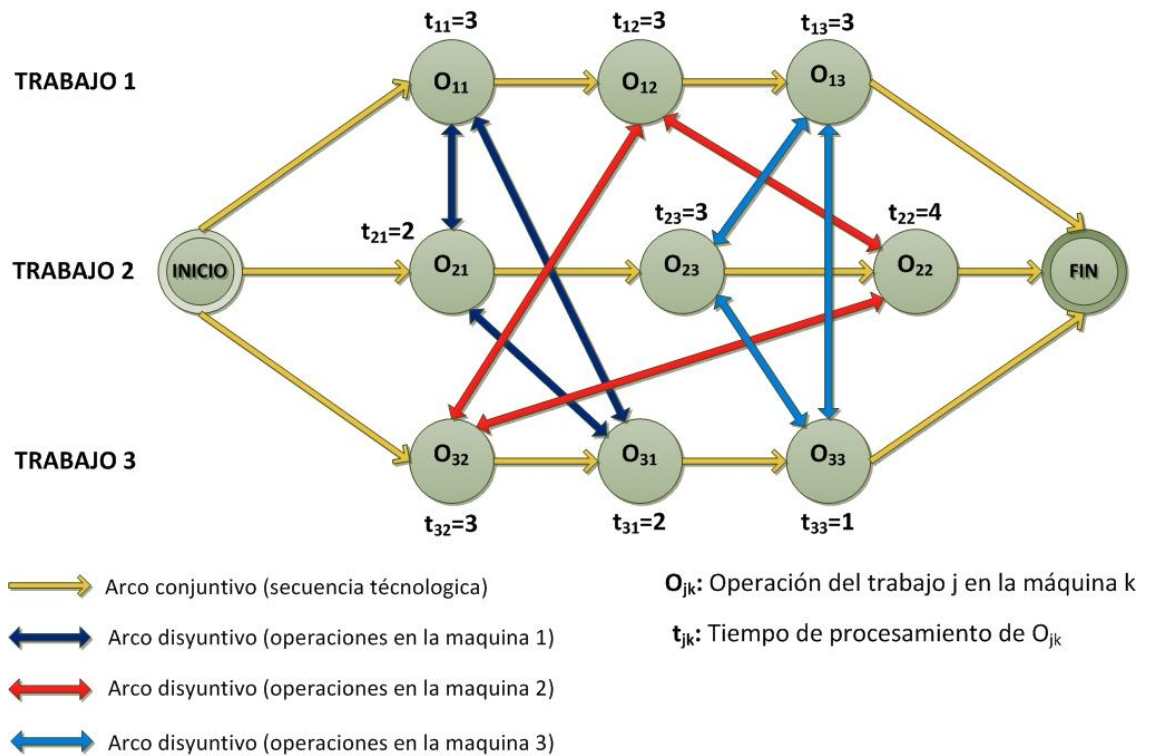 t11=3 t12=3 t13=3
TRABAJO 1 O11 O12 O13
t21=2 t23=3 t22=4
TRABAJO 2 INICIO O21 O23 O22 FIN
TRABAJO 3 O32 O31 O33
t32=3 t31=2 t33=1
Arco conjuntivo (secuencia técnologica)
Arco disyuntivo (operaciones en la maquina 1)
Arco disyuntivo (operaciones en la maquina 2)
Arco disyuntivo (operaciones en la maquina 3)
Ojk: Operación del trabajo j en la máquina k
tjk: Tiempo de procesamiento de Ojk